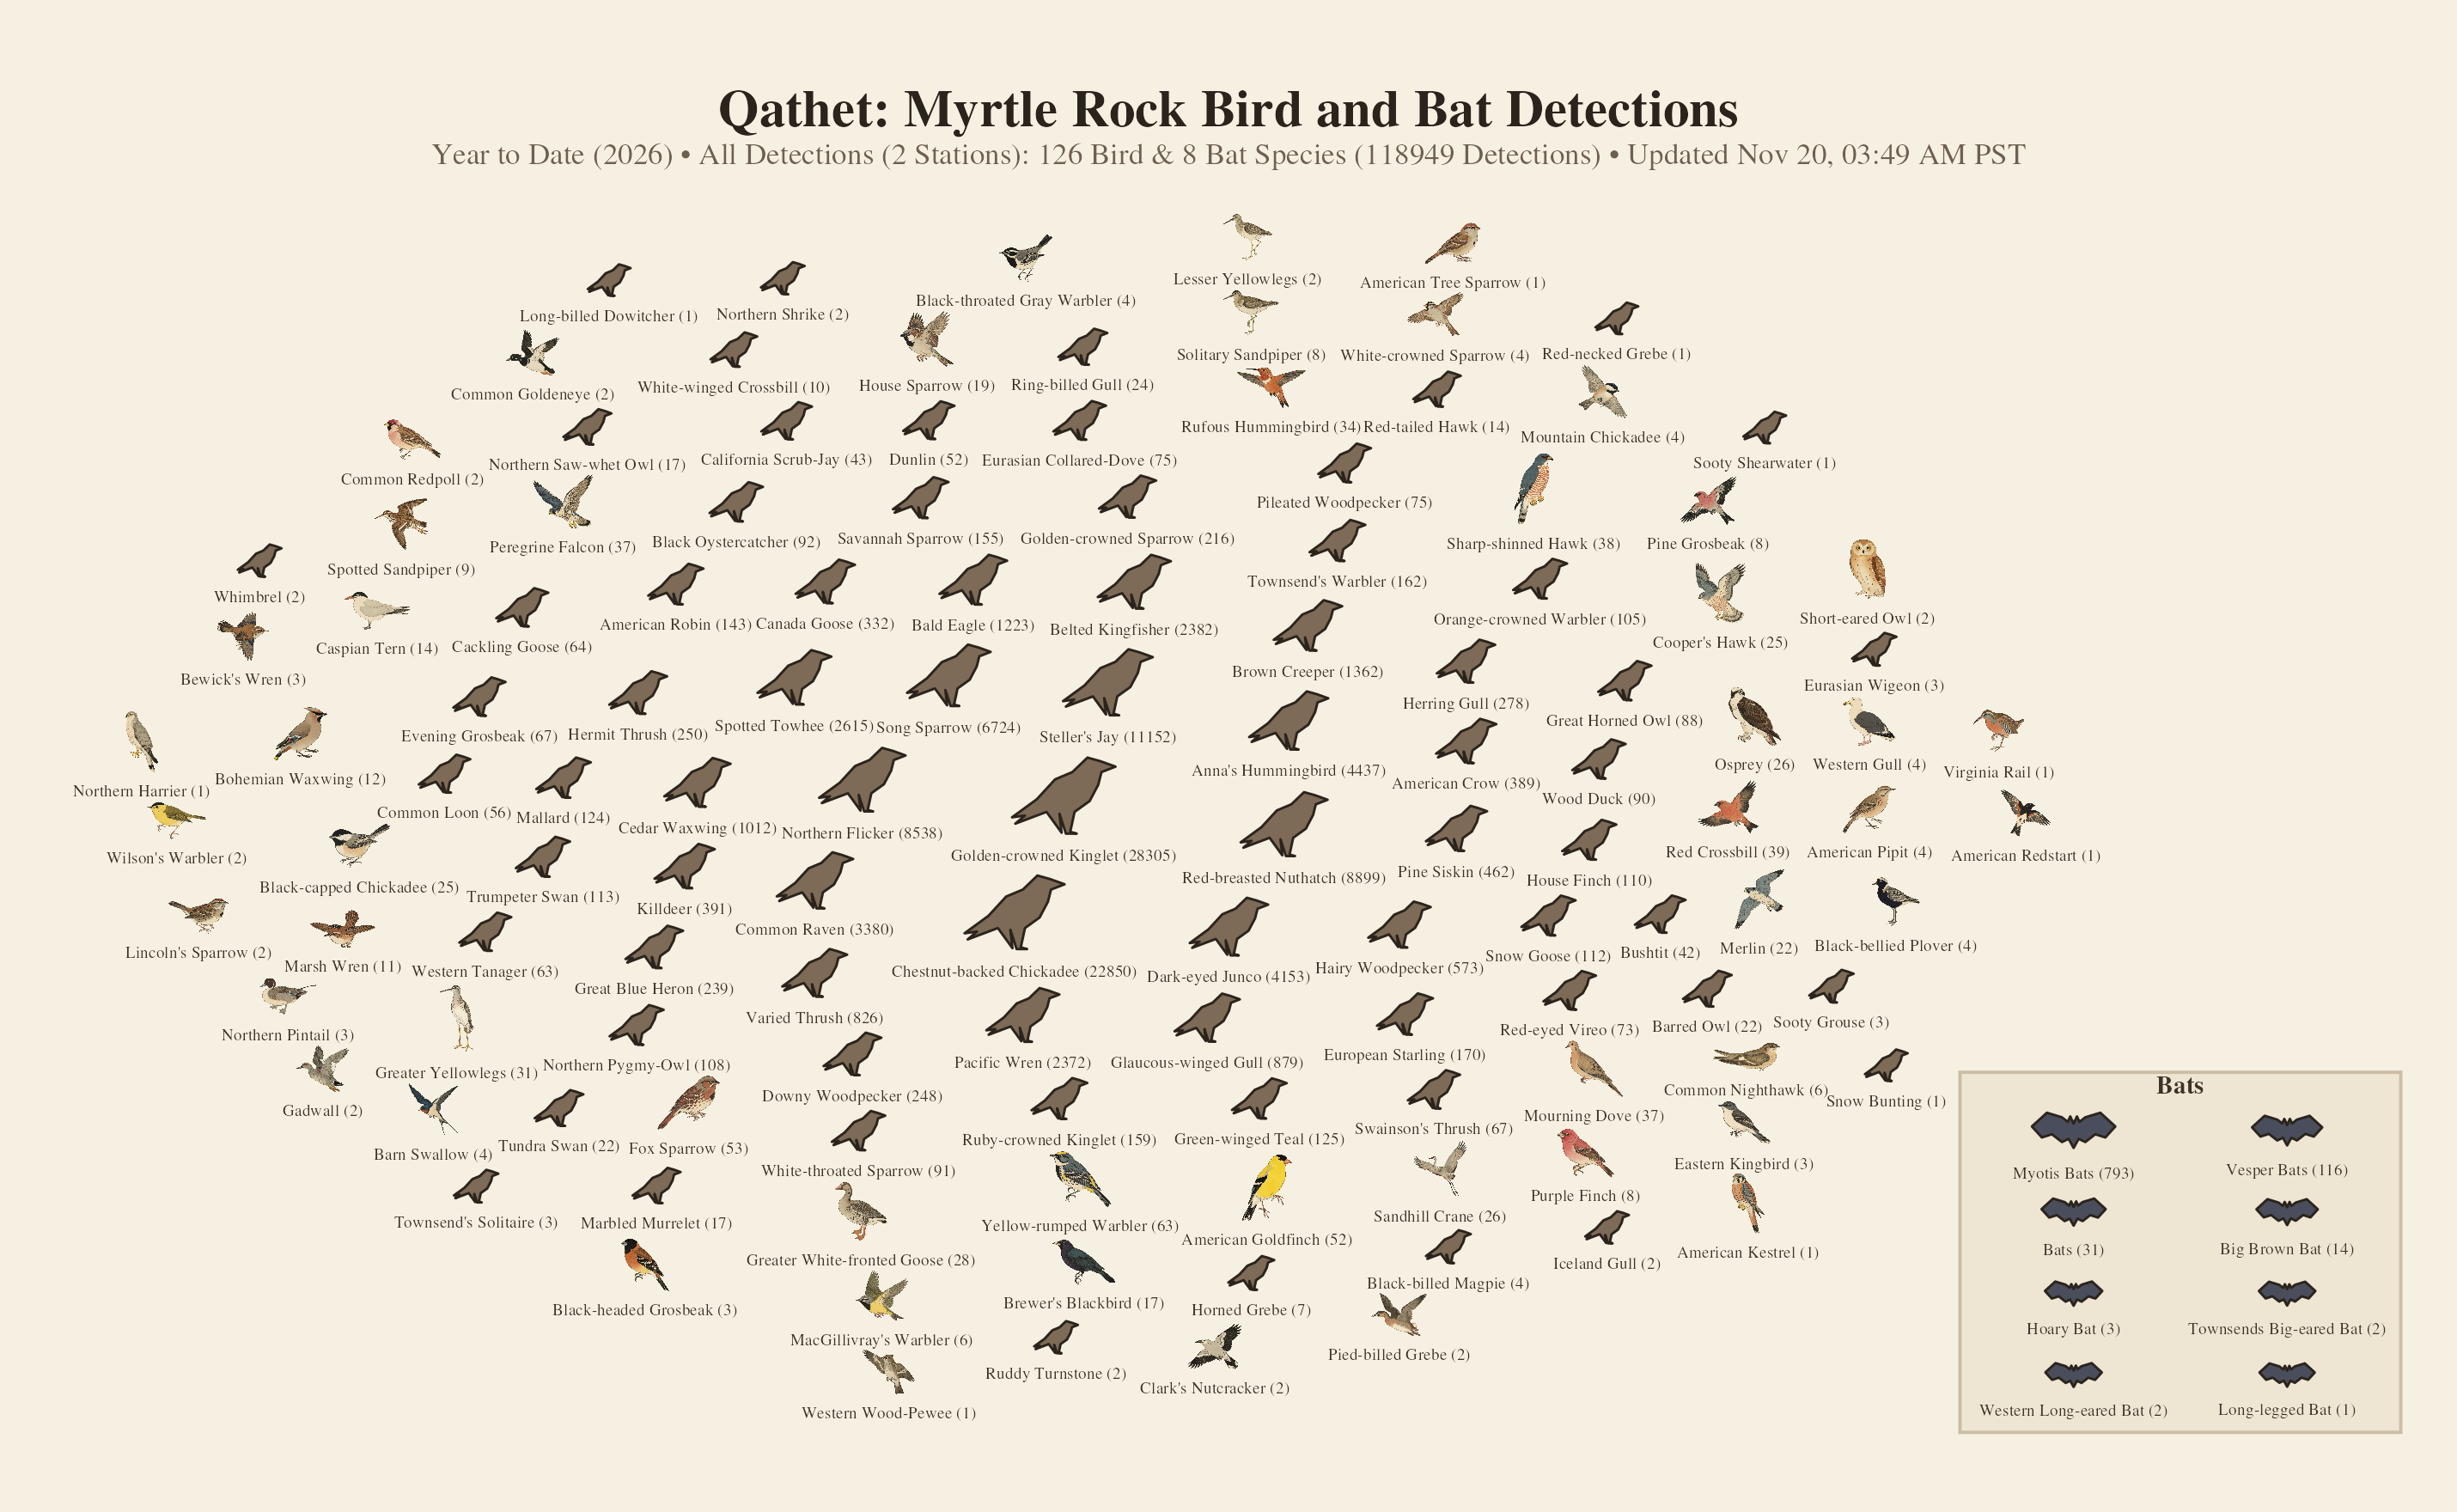 Qathet: Myrtle Rock Bird and Bat Detections
Year to Date (2026) • All Detections (2 Stations): 126 Bird & 8 Bat Species (118949 Detections) • Updated Nov 20, 03:49 AM PST
Lesser Yellowlegs (2)
American Tree Sparrow (1)
Black-throated Gray Warbler (4)
Long-billed Dowitcher (1)
Northern Shrike (2)
Solitary Sandpiper (8)
White-crowned Sparrow (4)
Red-necked Grebe (1)
Common Goldeneye (2)
White-winged Crossbill (10)
House Sparrow (19)
Ring-billed Gull (24)
Rufous Hummingbird (34)
Red-tailed Hawk (14)
Mountain Chickadee (4)
Common Redpoll (2)
Northern Saw-whet Owl (17)
California Scrub-Jay (43)
Dunlin (52)
Eurasian Collared-Dove (75)
Sooty Shearwater (1)
Pileated Woodpecker (75)
Peregrine Falcon (37)
Black Oystercatcher (92)
Savannah Sparrow (155)
Golden-crowned Sparrow (216)
Sharp-shinned Hawk (38)
Pine Grosbeak (8)
Spotted Sandpiper (9)
Townsend's Warbler (162)
Whimbrel (2)
American Robin (143)
Canada Goose (332)
Bald Eagle (1223)
Belted Kingfisher (2382)
Orange-crowned Warbler (105)
Short-eared Owl (2)
Caspian Tern (14)
Cackling Goose (64)
Cooper's Hawk (25)
Bewick's Wren (3)
Brown Creeper (1362)
Eurasian Wigeon (3)
Evening Grosbeak (67)
Hermit Thrush (250)
Spotted Towhee (2615)
Song Sparrow (6724)
Steller's Jay (11152)
Herring Gull (278)
Great Horned Owl (88)
Northern Harrier (1)
Bohemian Waxwing (12)
Anna's Hummingbird (4437)
American Crow (389)
Osprey (26)
Western Gull (4)
Virginia Rail (1)
Common Loon (56)
Mallard (124)
Cedar Waxwing (1012)
Northern Flicker (8538)
Wood Duck (90)
Wilson's Warbler (2)
Golden-crowned Kinglet (28305)
Red Crossbill (39)
American Pipit (4)
American Redstart (1)
Black-capped Chickadee (25)
Trumpeter Swan (113)
Killdeer (391)
Red-breasted Nuthatch (8899)
Pine Siskin (462)
House Finch (110)
Common Raven (3380)
Lincoln's Sparrow (2)
Marsh Wren (11)
Western Tanager (63)
Chestnut-backed Chickadee (22850)
Dark-eyed Junco (4153)
Hairy Woodpecker (573)
Snow Goose (112)
Bushtit (42)
Merlin (22)
Black-bellied Plover (4)
Great Blue Heron (239)
Varied Thrush (826)
Red-eyed Vireo (73)
Barred Owl (22)
Sooty Grouse (3)
Northern Pintail (3)
Greater Yellowlegs (31)
Northern Pygmy-Owl (108)
Pacific Wren (2372)
Glaucous-winged Gull (879)
European Starling (170)
Common Nighthawk (6)
Snow Bunting (1)
Gadwall (2)
Downy Woodpecker (248)
Mourning Dove (37)
Barn Swallow (4)
Tundra Swan (22)
Fox Sparrow (53)
Ruby-crowned Kinglet (159)
Green-winged Teal (125)
Swainson's Thrush (67)
White-throated Sparrow (91)
Eastern Kingbird (3)
Townsend's Solitaire (3)
Marbled Murrelet (17)
Yellow-rumped Warbler (63)
American Goldfinch (52)
Sandhill Crane (26)
Purple Finch (8)
Greater White-fronted Goose (28)
Iceland Gull (2)
American Kestrel (1)
Black-headed Grosbeak (3)
Brewer's Blackbird (17)
Horned Grebe (7)
Black-billed Magpie (4)
MacGillivray's Warbler (6)
Ruddy Turnstone (2)
Clark's Nutcracker (2)
Pied-billed Grebe (2)
Western Wood-Pewee (1)
Bats
Myotis Bats (793)
Vesper Bats (116)
Bats (31)
Big Brown Bat (14)
Hoary Bat (3)
Townsends Big-eared Bat (2)
Western Long-eared Bat (2)
Long-legged Bat (1)